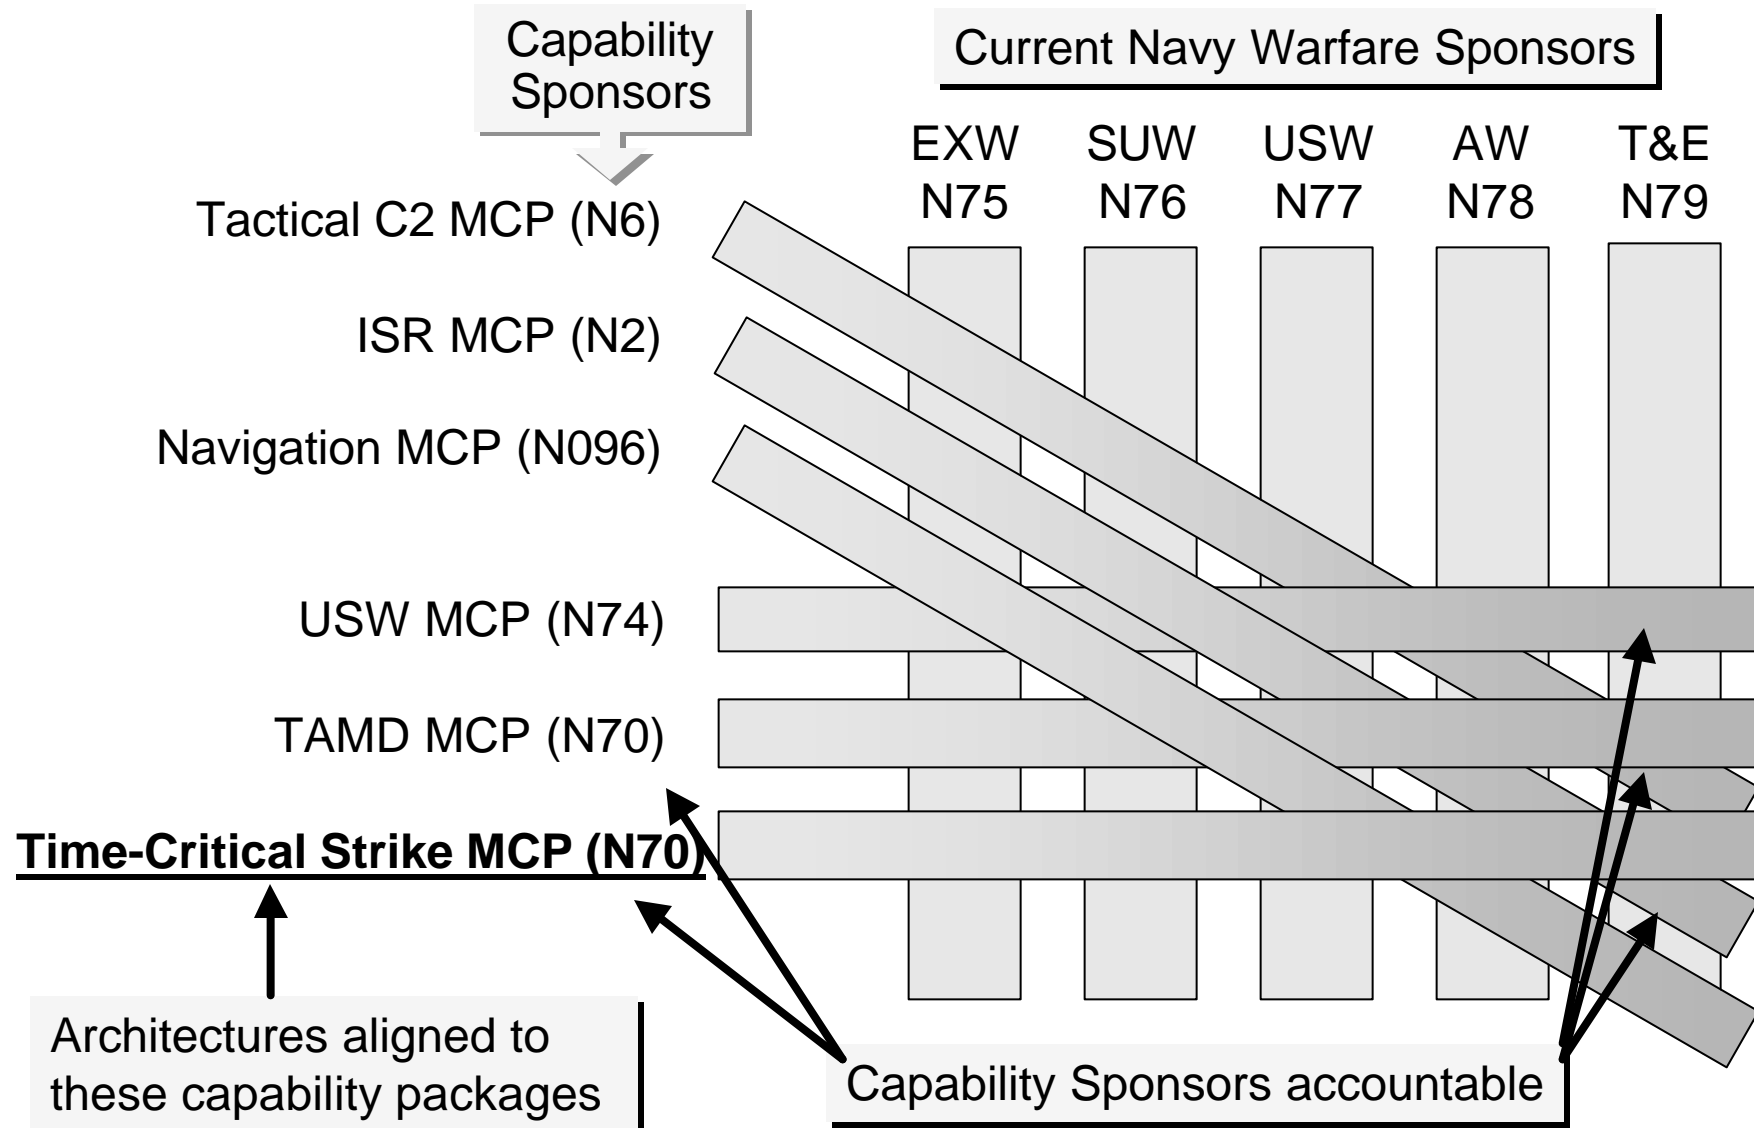 Capability
Sponsors
Current Navy Warfare Sponsors
EXW SUW USW AW T&E
N75 N76 N77 N78 N79
Tactical C2 MCP (N6)
ISR MCP (N2)
Navigation MCP (N096)
USW MCP (N74)
TAMD MCP (N70)
Time-Critical Strike MCP (N70)
Architectures aligned to
these capability packages
Capability Sponsors accountable